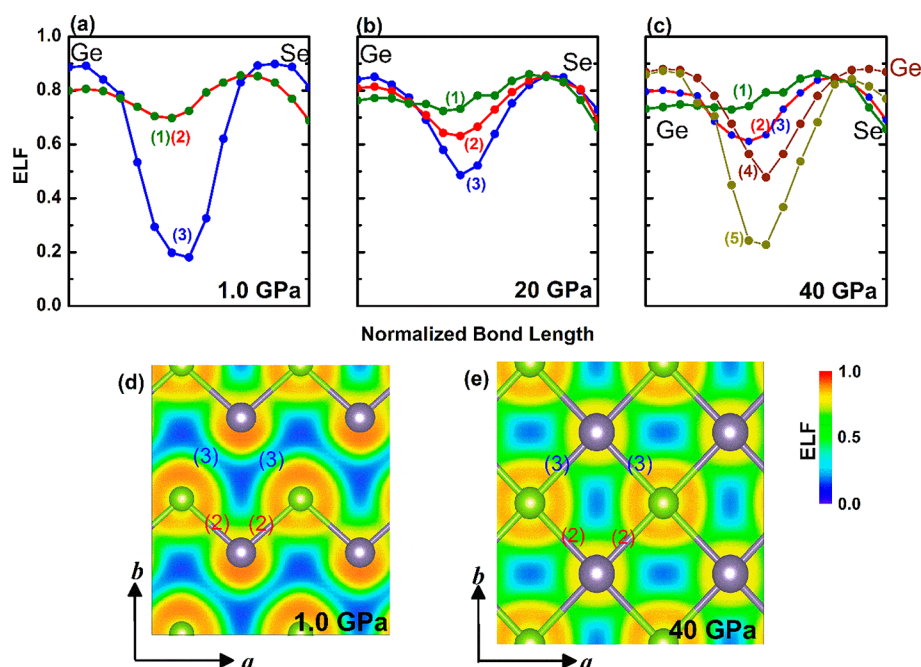 (a) (b) (c)
1.0
0.8
0.6
0.4
0.2
0.0
ELF
Ge Se
(1)(2)
(3)
1.0 GPa
Ge Se
(1)
(2)
(3)
20 GPa
Ge
(1)
Ge (2) (3) Se
(4)
(5)
40 GPa
Normalized Bond Length
(d)
(3) (3)
(2) (2)
1.0 GPa
b
a
(e)
(3) (3)
(2) (2)
40 GPa
b
a
1.0
0.5
0.0
ELF